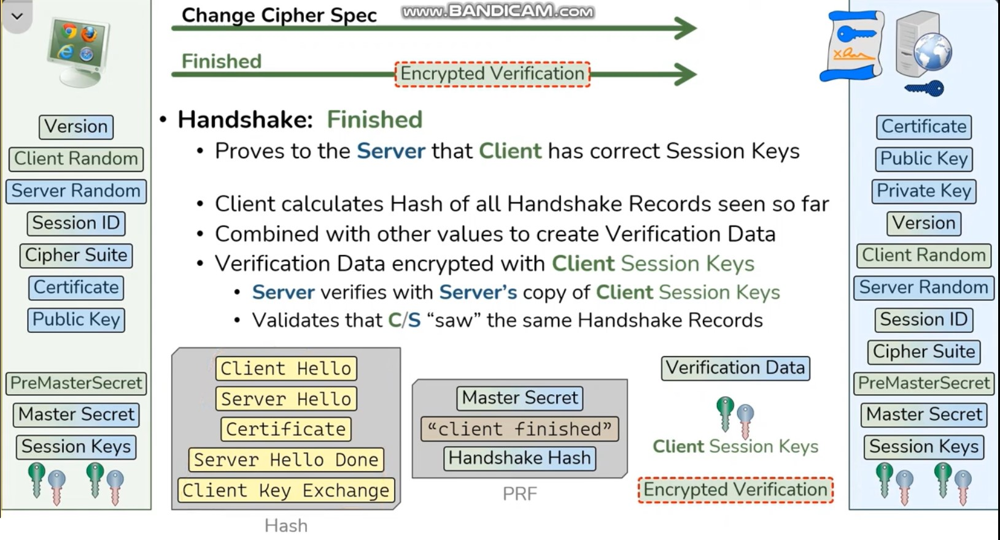 www.BANDICAM.com
Change Cipher Spec
Finished
Encrypted Verification
Version
Client Random
Server Random
Session ID
Cipher Suite
Certificate
Public Key
PreMasterSecret
Master Secret
Session Keys
• Handshake: Finished
• Proves to the Server that Client has correct Session Keys
• Client calculates Hash of all Handshake Records seen so far
• Combined with other values to create Verification Data
• Verification Data encrypted with Client Session Keys
• Server verifies with Server’s copy of Client Session Keys
• Validates that C/S “saw” the same Handshake Records
Client Hello
Server Hello
Certificate
Server Hello Done
Client Key Exchange
Hash
Master Secret
“client finished”
Handshake Hash
PRF
Verification Data
Client Session Keys
Encrypted Verification
Certificate
Public Key
Private Key
Version
Client Random
Server Random
Session ID
Cipher Suite
PreMasterSecret
Master Secret
Session Keys